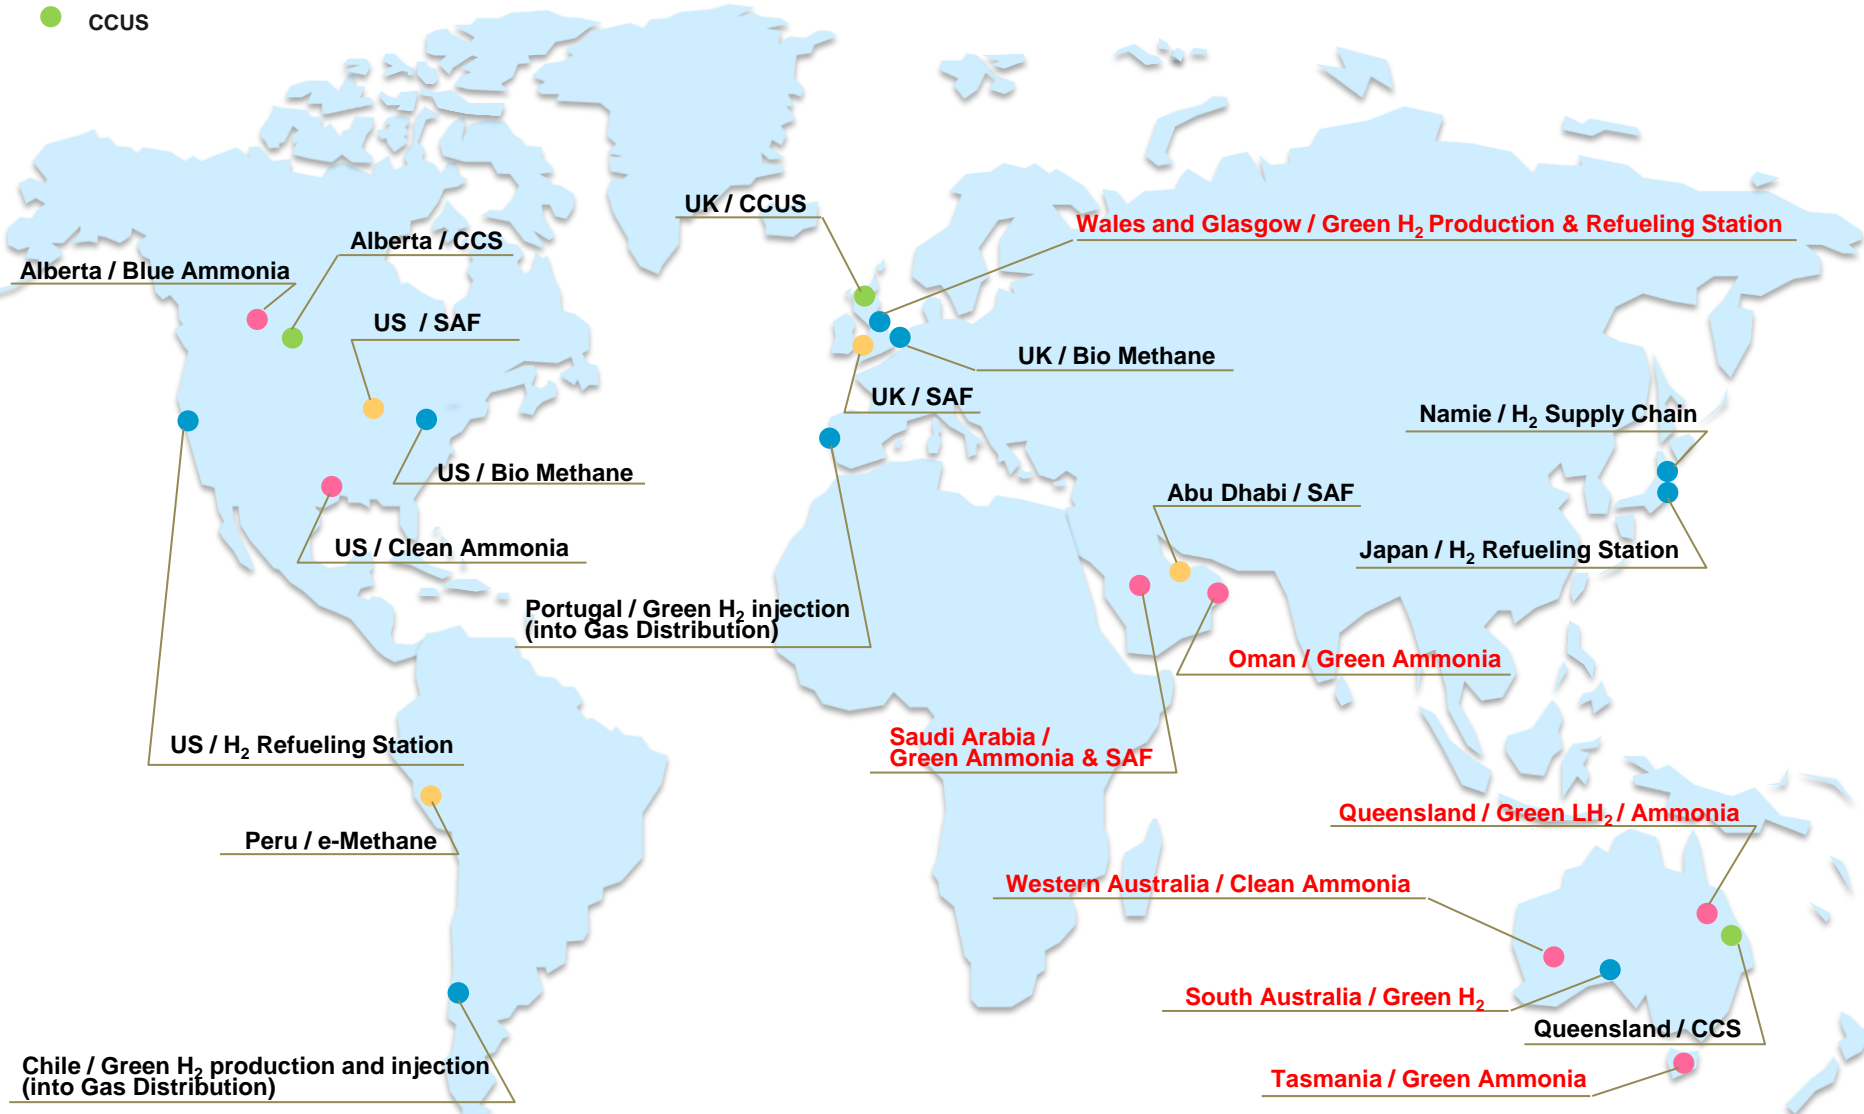 CCUS
UK / CCUS
Wales and Glasgow / Green H₂ Production & Refueling Station
Alberta / CCS
Alberta / Blue Ammonia
US / SAF
UK / Bio Methane
UK / SAF
Namie / H₂ Supply Chain
US / Bio Methane
Abu Dhabi / SAF
US / Clean Ammonia
Japan / H₂ Refueling Station
Portugal / Green H₂ injection
(into Gas Distribution)
Oman / Green Ammonia
US / H₂ Refueling Station
Saudi Arabia /
Green Ammonia & SAF
Peru / e-Methane
Queensland / Green LH₂ / Ammonia
Western Australia / Clean Ammonia
South Australia / Green H₂
Queensland / CCS
Chile / Green H₂ production and injection
(into Gas Distribution)
Tasmania / Green Ammonia